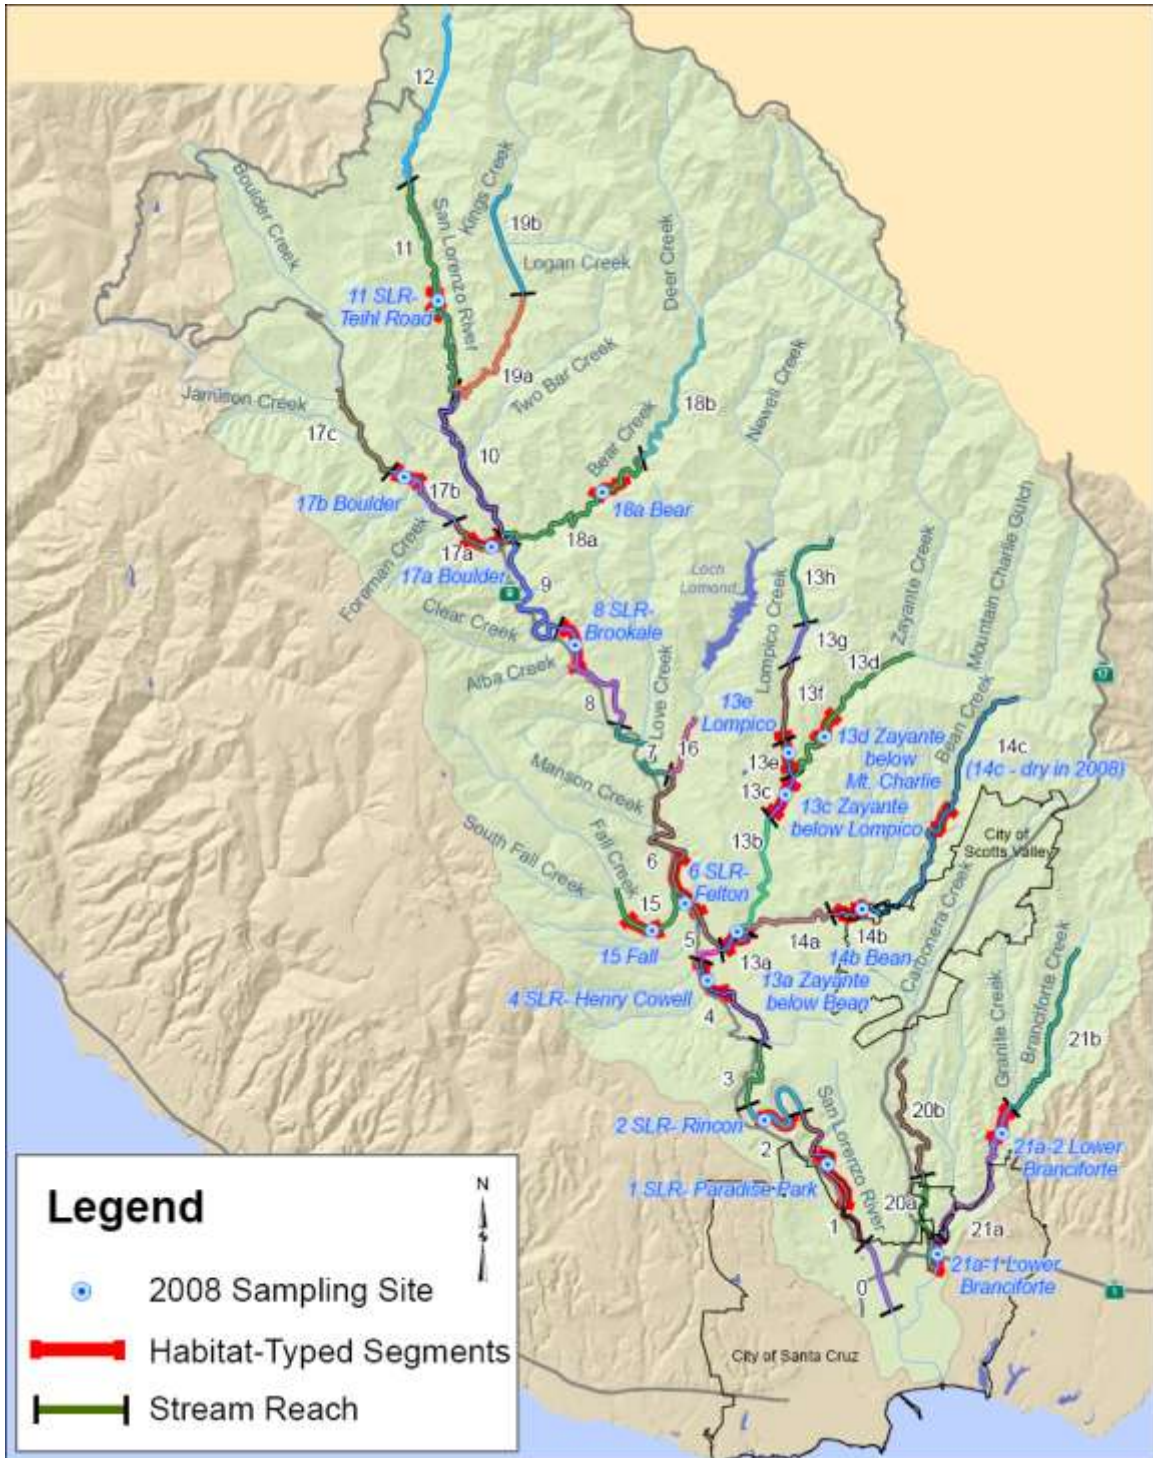 12
Boulder Creek
Kings Creek
19b
San Lorenzo River
11
Logan Creek
Deer Creek
11 SLR-
Teihl Road
19a
Two Bar Creek
Newell Creek
Jamison Creek
17c
18b
10
Bear Creek
17b
17b Boulder
18a Bear
18a
Foreman Creek
17a
17a Boulder
9
9
Loch
Lomond
13h
Zayante Creek
Mountain Charlie Gulch
Clear Creek
8 SLR-
Brookale
Lompico Creek
13g
13d
Alba Creek
Love Creek
13e
Lompico
13f
Bean Creek
17
8
7
16
13d Zayante
below
Mt. Charlie
14c
(14c - dry in 2008)
Manson Creek
13e
13c
13c Zayante
below Lompico
City of
Scotts Valley
South Fall Creek
Fall Creek
6
13b
6 SLR-
Felton
Carbonera Creek
15
15 Fall
5
14a
14b
14b Bean
13a
13a Zayante
below Bean
4 SLR- Henry Cowell
4
Granite Creek
Branciforte Creek
21b
3
San Lorenzo River
20b
2 SLR- Rincon
2
21a-2 Lower
Branciforte
1 SLR- Paradise Park
1
20a
21a
21a-1 Lower
Branciforte
0
1
City of Santa Cruz
Legend
N
S
2008 Sampling Site
Habitat-Typed Segments
Stream Reach